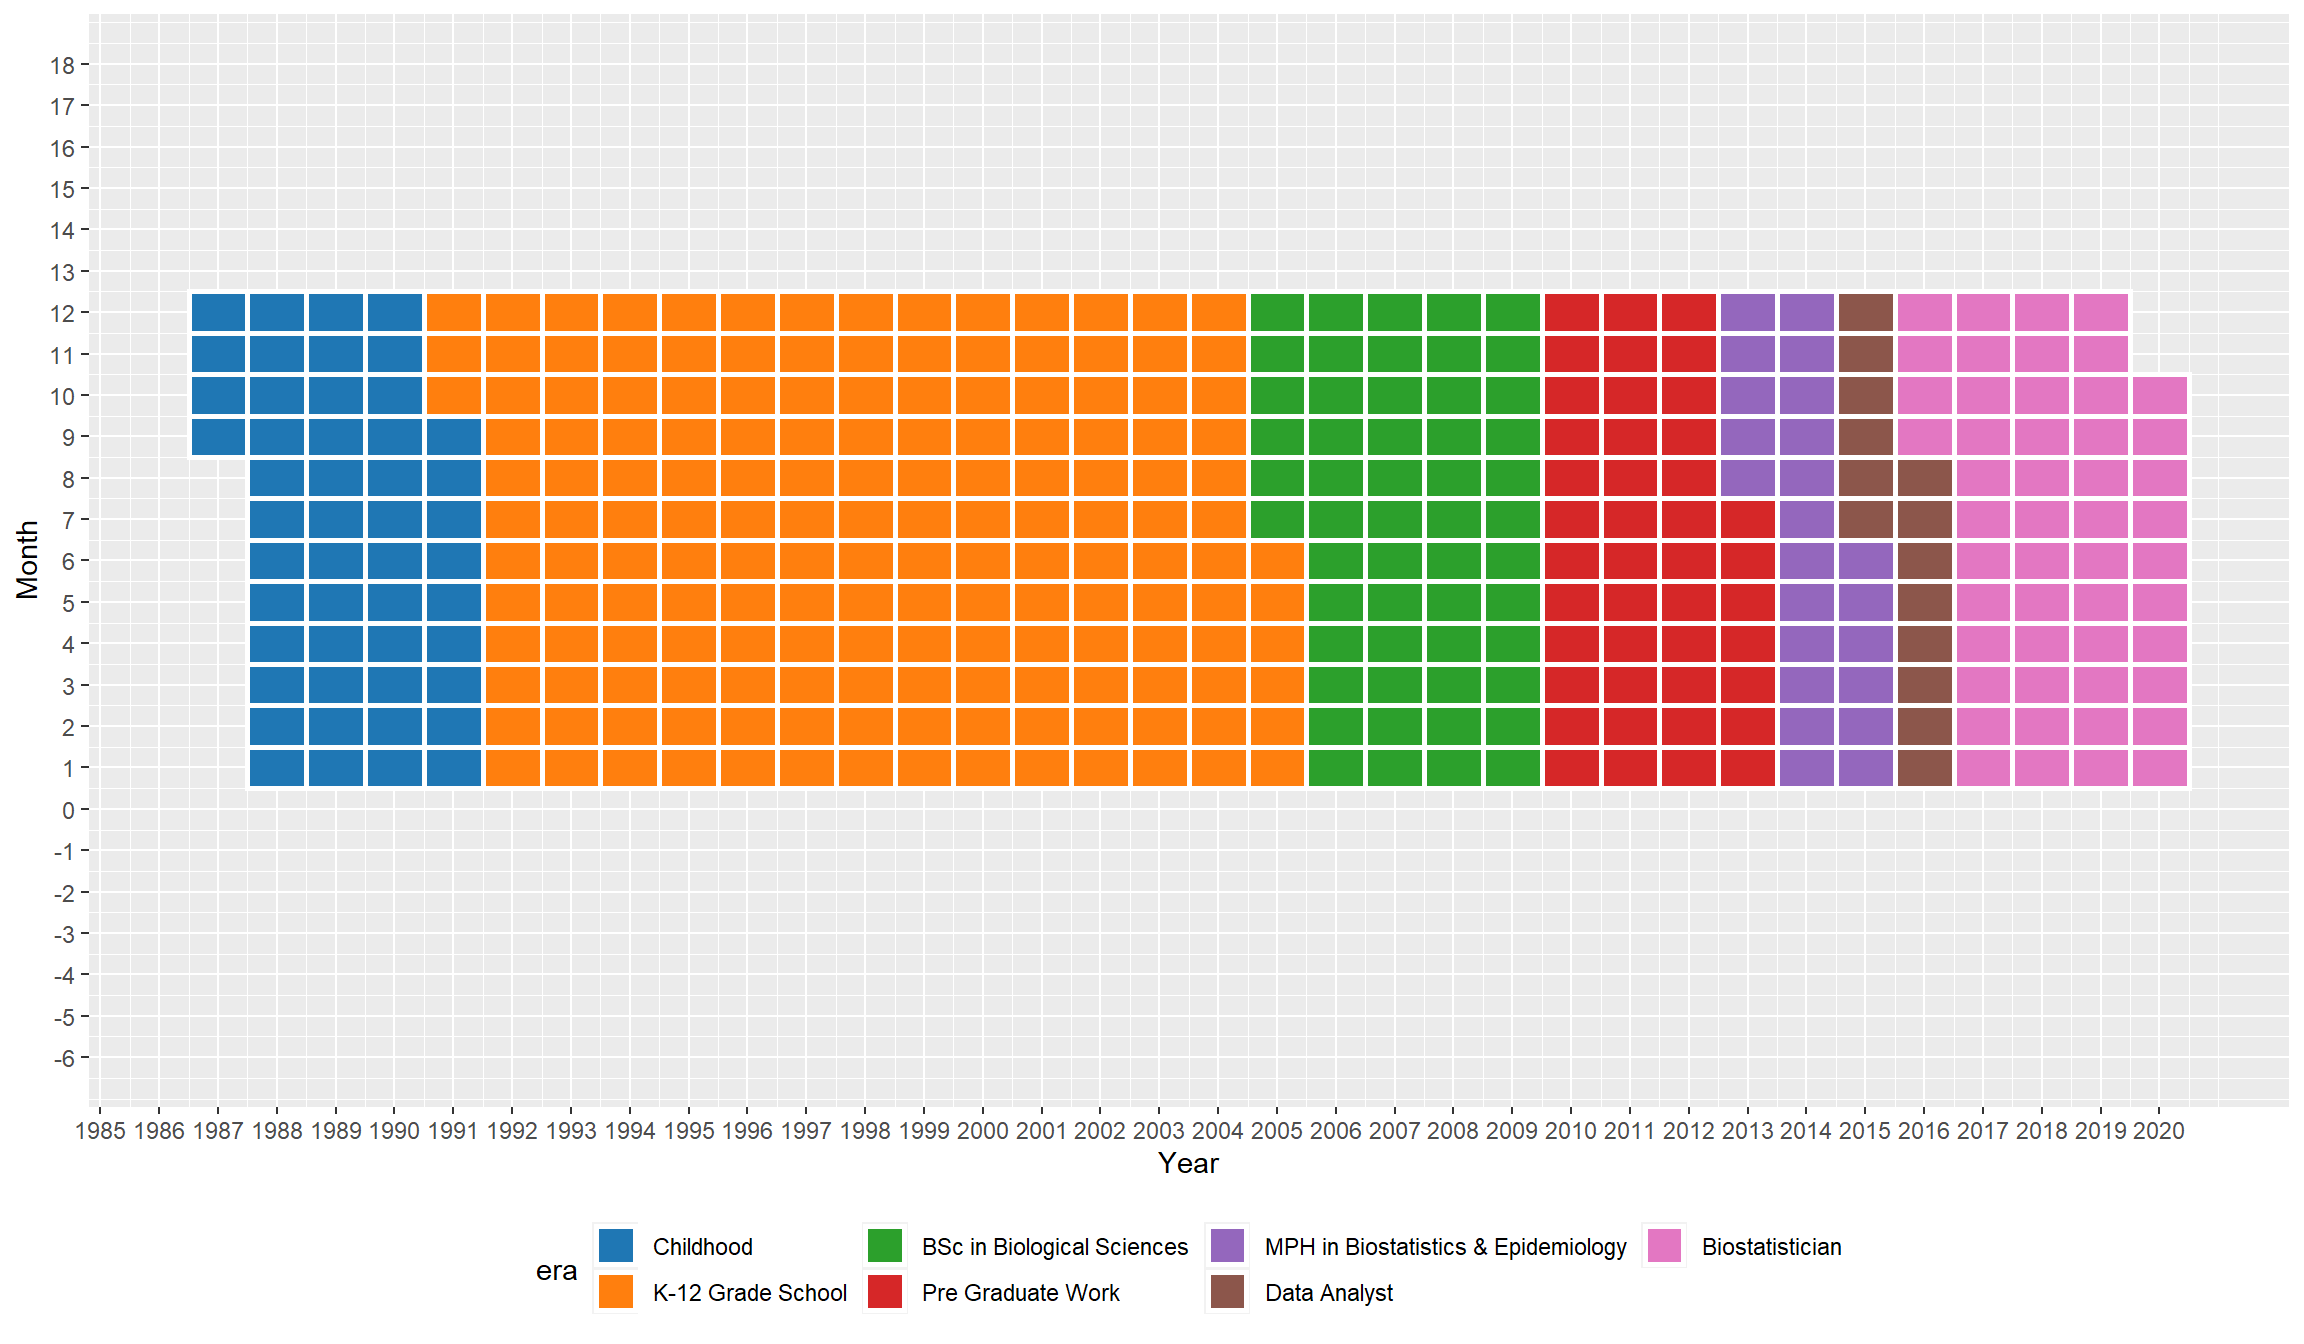 18
17
16
15
14
13
12
11
10
9
8
7
6
5
4
3
2
1
0
-1
-2
-3
-4
-5
-6
Month
1985 1986 1987 1988 1989 1990 1991 1992 1993 1994 1995 1996 1997 1998 1999 2000 2001 2002 2003 2004 2005 2006 2007 2008 2009 2010 2011 2012 2013 2014 2015 2016 2017 2018 2019 2020
Year
era
Childhood
K-12 Grade School
BSc in Biological Sciences
Pre Graduate Work
MPH in Biostatistics & Epidemiology
Data Analyst
Biostatistician